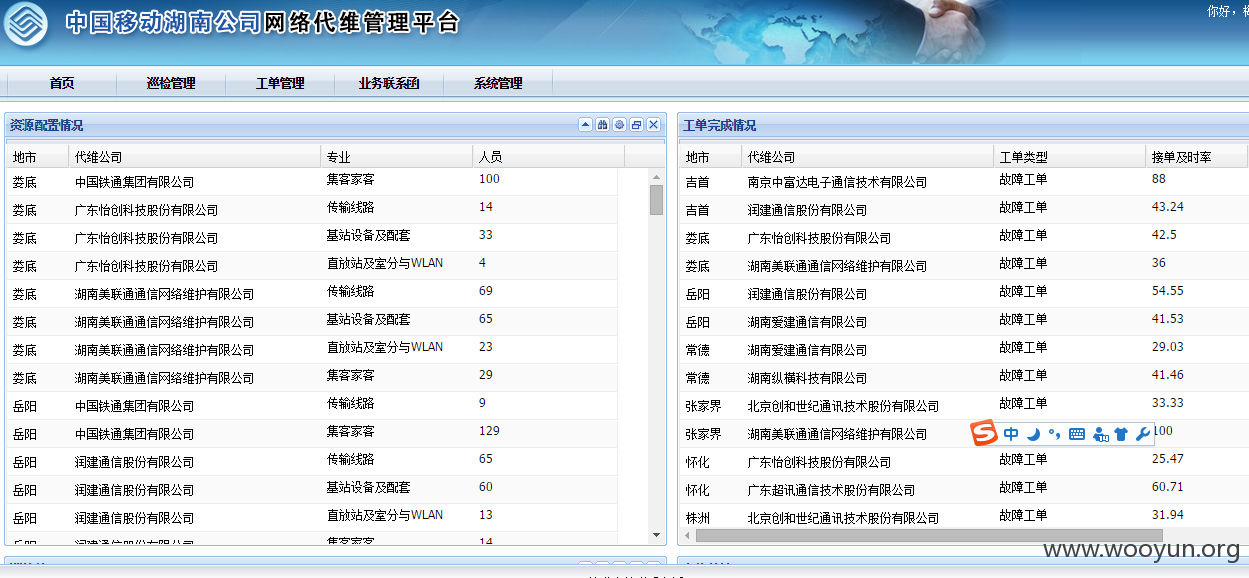 中国移动湖南公司网络代维管理平台
你好，
首页 巡检管理 工单管理 业务联系函 系统管理
资源配置情况
地市 代维公司 专业 人员
娄底 中国铁通集团有限公司 集客家客 100
娄底 广东怡创科技股份有限公司 传输线路 14
娄底 广东怡创科技股份有限公司 基站设备及配套 33
娄底 广东怡创科技股份有限公司 直放站及室分与WLAN 4
娄底 湖南美联通通信网络维护有限公司 传输线路 69
娄底 湖南美联通通信网络维护有限公司 基站设备及配套 65
娄底 湖南美联通通信网络维护有限公司 直放站及室分与WLAN 23
娄底 湖南美联通通信网络维护有限公司 集客家客 29
岳阳 中国铁通集团有限公司 传输线路 9
岳阳 中国铁通集团有限公司 集客家客 129
岳阳 润建通信股份有限公司 传输线路 65
岳阳 润建通信股份有限公司 基站设备及配套 60
岳阳 润建通信股份有限公司 直放站及室分与WLAN 13
岳阳 润建通信股份有限公司 集客家客 14
工单完成情况
地市 代维公司 工单类型 接单及时率
吉首 南京中富达电子通信技术有限公司 故障工单 88
吉首 润建通信股份有限公司 故障工单 43.24
娄底 广东怡创科技股份有限公司 故障工单 42.5
娄底 湖南美联通通信网络维护有限公司 故障工单 36
岳阳 润建通信股份有限公司 故障工单 54.55
岳阳 湖南爱建通信有限公司 故障工单 41.53
常德 湖南爱建通信有限公司 故障工单 29.03
常德 湖南纵横科技有限公司 故障工单 41.46
张家界 北京创和世纪通讯技术股份有限公司 故障工单 33.33
张家界 湖南美联通通信网络维护有限公司 100
S 中
怀化 广东怡创科技股份有限公司 故障工单 25.47
怀化 广东超讯通信技术股份有限公司 故障工单 60.71
株洲 北京创和世纪通讯技术股份有限公司 故障工单 31.94
www.wooyun.org